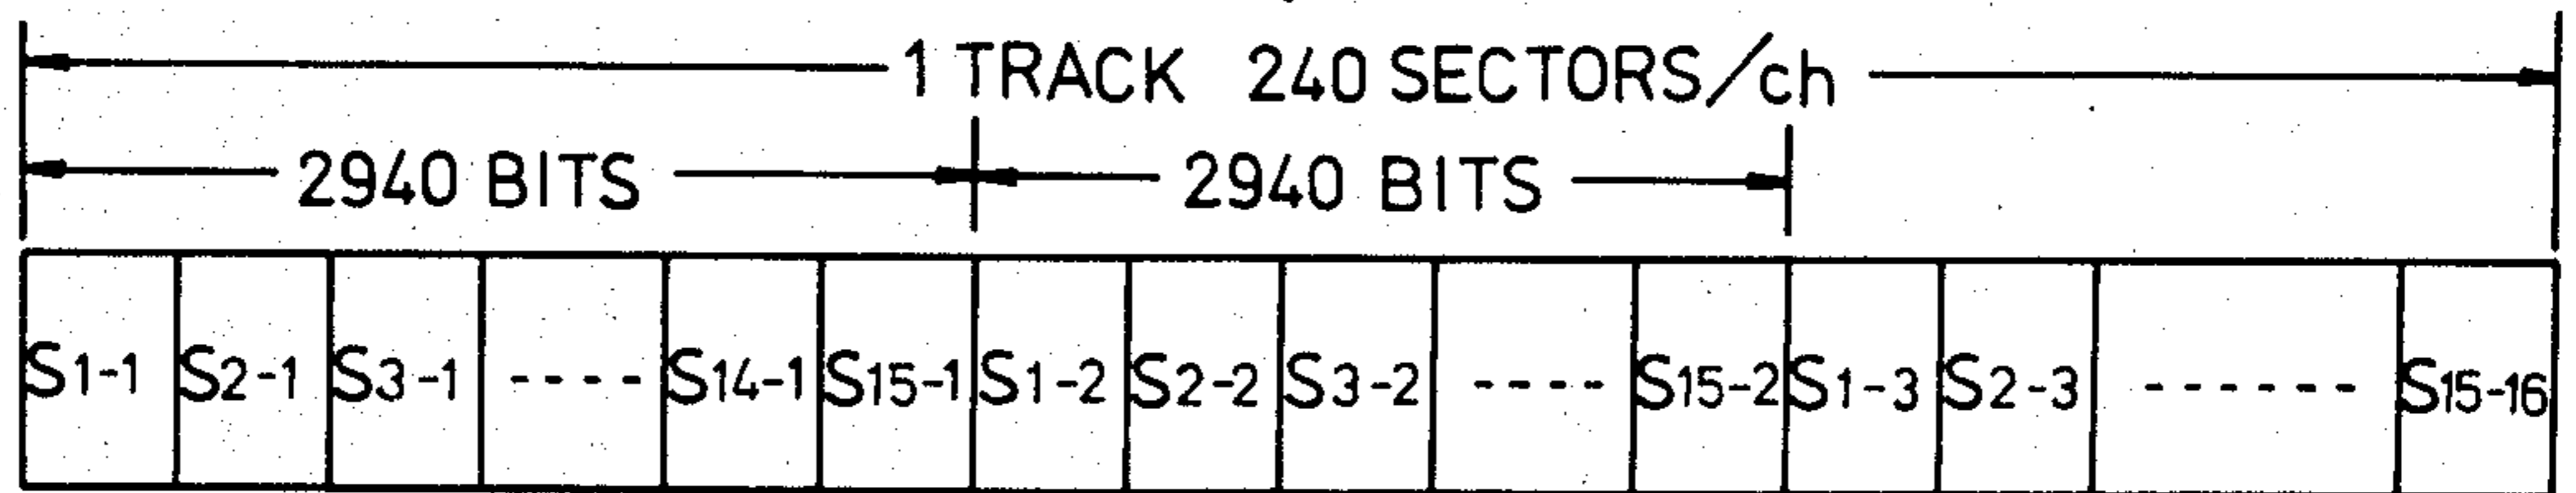 1 TRACK 240 SECTORS/ch
2940 BITS 2940 BITS
S1-1 S2-1 S3-1 ---- S14-1 S15-1 S1-2 S2-2 S3-2 ---- S15-2 S1-3 S2-3 ------ S15-16